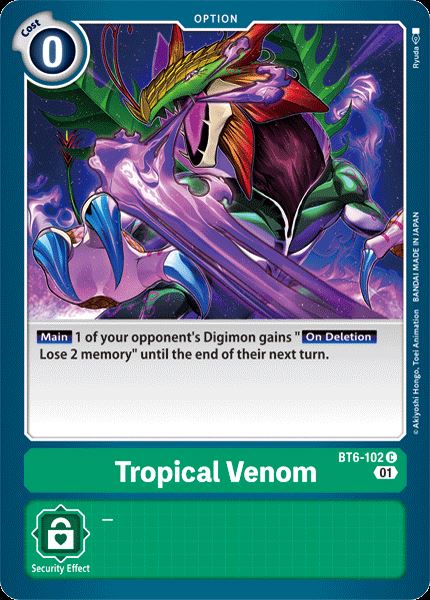 Cost
0
OPTION
Ryuda
Main 1 of your opponent's Digimon gains " On Deletion
Lose 2 memory" until the end of their next turn.
©Akiyoshi Hongo, Toei Animation BANDAI MADE IN JAPAN
Tropical Venom
BT6-102 C
01
Security Effect
–